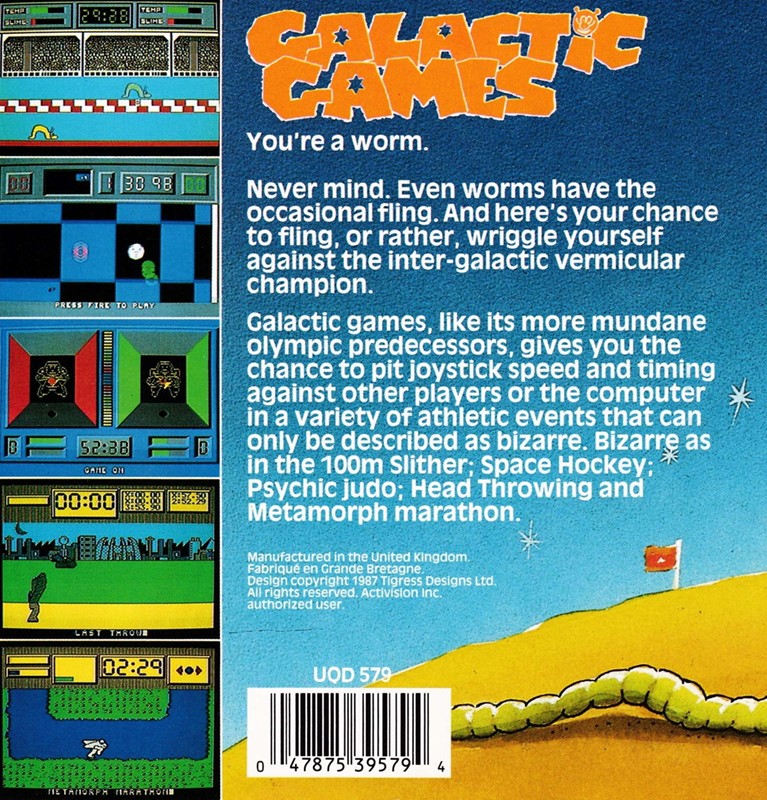 TEMP
SLIME
29:88
TEMP
SLIME
00
1
30 98
00
PRESS FIRE TO PLAY
0
52:38
0
GAME ON
00:00
LAST THROW
02:29
METAMORPH MARATHON
GALACTIC
GAMES
You're a worm.
Never mind. Even worms have the
occasional fling. And here's your chance
to fling, or rather, wriggle yourself
against the inter-galactic vermicular
champion.
Galactic games, like its more mundane
olympic predecessors, gives you the
chance to pit joystick speed and timing
against other players or the computer
in a variety of athletic events that can
only be described as bizarre. Bizarre as
in the 100m Slither; Space Hockey;
Psychic judo; Head Throwing and
Metamorph marathon.
Manufactured in the United Kingdom.
Fabriqué en Grande Bretagne.
Design copyright 1987 Tigress Designs Ltd.
All rights reserved. Activision Inc.
authorized user.
UQD 579
0 47875 39579 4